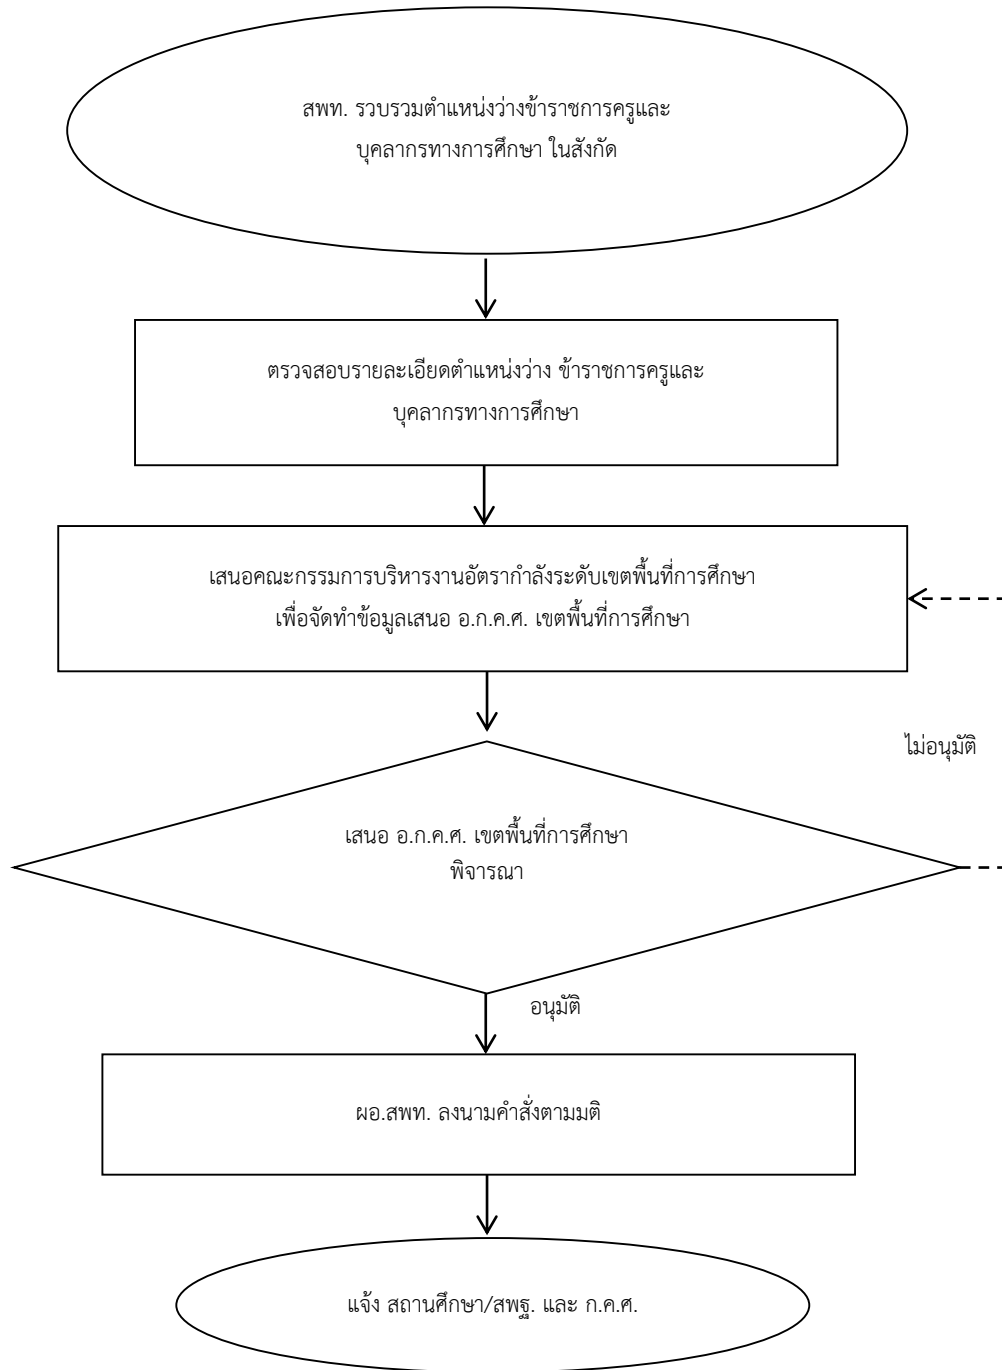 สพท. รวบรวมตำแหน่งว่างข้าราชการครูและ
บุคลากรทางการศึกษา ในสังกัด
ตรวจสอบรายละเอียดตำแหน่งว่าง ข้าราชการครูและ
บุคลากรทางการศึกษา
เสนอคณะกรรมการบริหารงานอัตรากำลังระดับเขตพื้นที่การศึกษา
เพื่อจัดทำข้อมูลเสนอ อ.ก.ค.ศ. เขตพื้นที่การศึกษา
ไม่อนุมัติ
เสนอ อ.ก.ค.ศ. เขตพื้นที่การศึกษา
พิจารณา
อนุมัติ
ผอ.สพท. ลงนามคำสั่งตามมติ
แจ้ง สถานศึกษา/สพฐ. และ ก.ค.ศ.